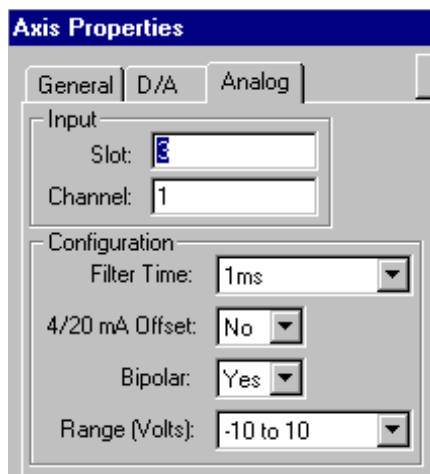 Axis Properties
General D/A Analog
Input
Slot: 3
Channel: 1
Configuration
Filter Time: 1ms
4/20 mA Offset: No
Bipolar: Yes
Range (Volts): -10 to 10